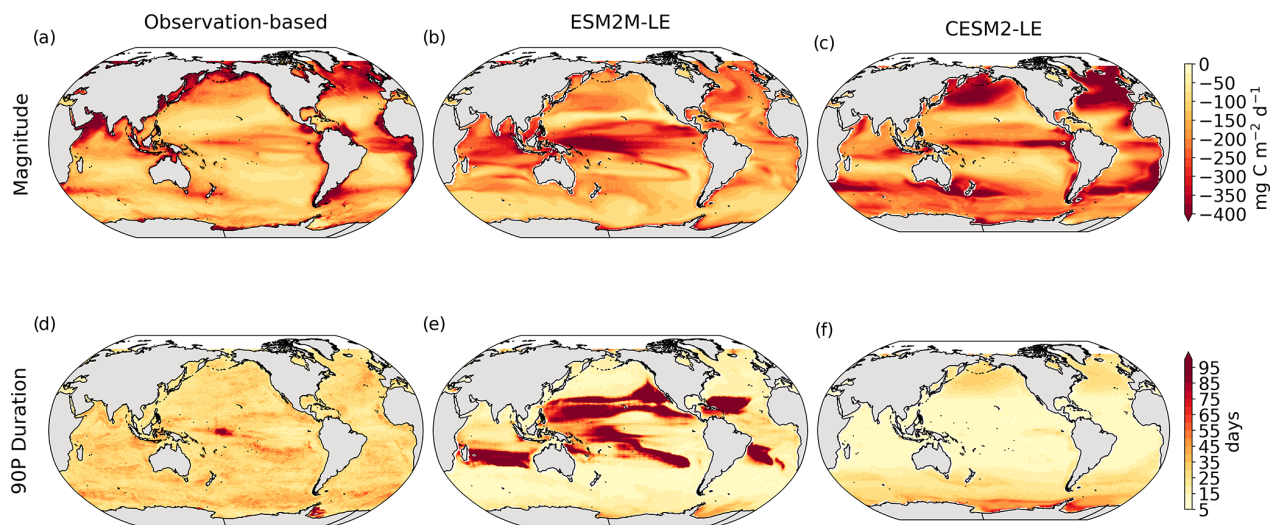 Observation-based
ESM2M-LE
CESM2-LE
(a)
(b)
(c)
Magnitude
0
−50
−100
−150
−200
−250
−300
−350
−400
mg C m⁻² d⁻¹
(d)
(e)
(f)
90P Duration
95
85
75
65
55
45
35
25
15
5
days